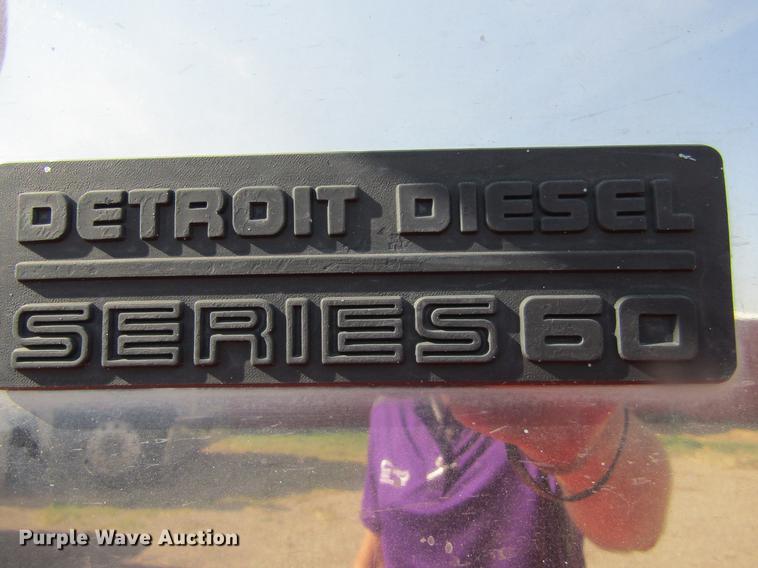 DETROIT DIESEL
SERIES 60
Purple Wave Auction